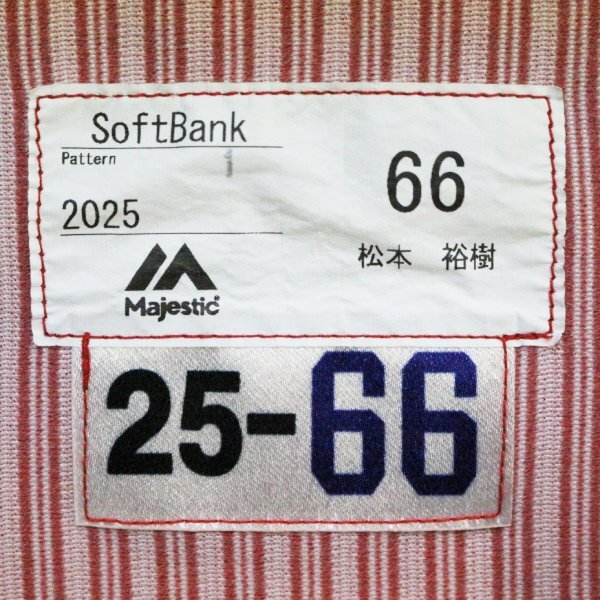 SoftBank
Pattern
2025
Majestic
66
松本 裕樹
25-66